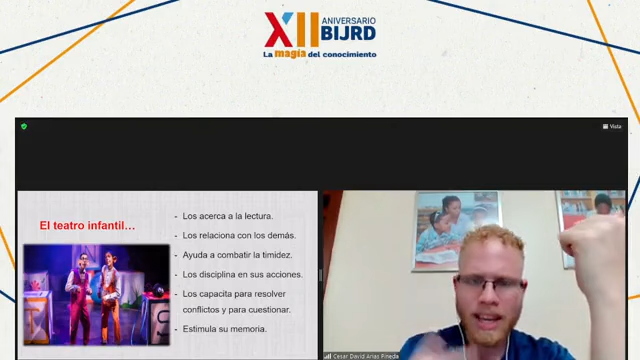 XII ANIVERSARIO
BIJRD
La magia del conocimiento
Vista
El teatro infantil...
- Los acerca a la lectura.
- Los relaciona con los demás.
- Ayuda a combatir la timidez.
- Los disciplina en sus acciones.
- Los capacita para resolver
conflictos y para cuestionar.
- Estimula su memoria.
Cesar David Arias Pineda